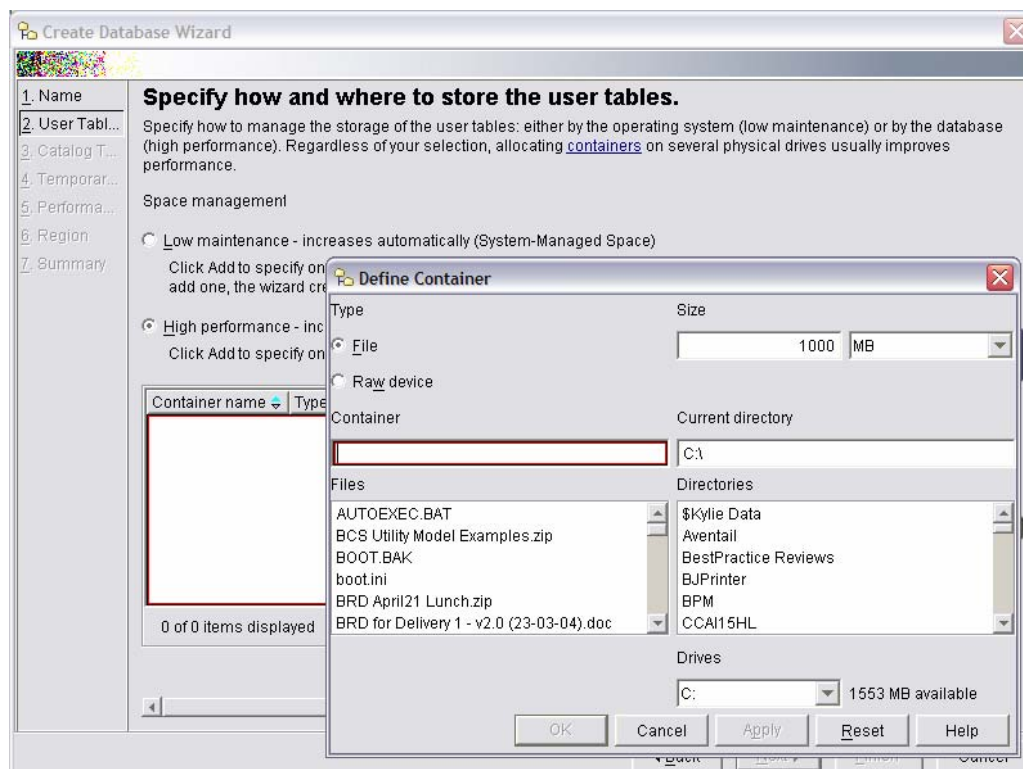 Create Database Wizard
1. Name
2. User Tabl...
3. Catalog T...
4. Temporar...
5. Performa...
6. Region
7. Summary
Specify how and where to store the user tables.
Specify how to manage the storage of the user tables: either by the operating system (low maintenance) or by the database
(high performance). Regardless of your selection, allocating containers on several physical drives usually improves
performance.
Space management
Low maintenance - increases automatically (System-Managed Space)
Click Add to specify on
add one, the wizard cre
High performance - inc
Click Add to specify on
Container name Type
0 of 0 items displayed
Define Container
Type
Size
File
1000 MB
Raw device
Container
Current directory
C:\
Files
Directories
AUTOEXEC.BAT
BCS Utility Model Examples.zip
BOOT.BAK
boot.ini
BRD April21 Lunch.zip
BRD for Delivery 1 - v2.0 (23-03-04).doc
$Kylie Data
Aventail
BestPractice Reviews
BJPrinter
BPM
CCAI15HL
Drives
C: 1553 MB available
OK Cancel Apply Reset Help
Back Next Finish Cancel